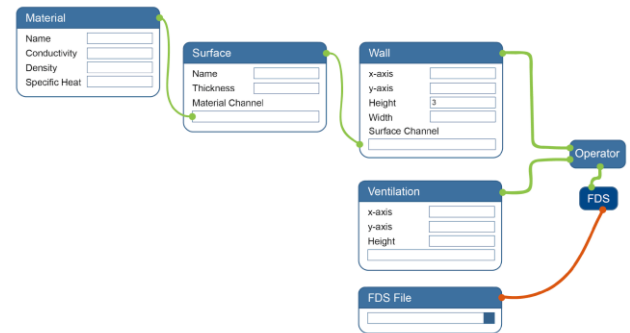 Material
Name
Conductivity
Density
Specific Heat
Surface
Name
Thickness
Material Channel
Wall
x-axis
y-axis
Height 3
Width
Surface Channel
Operator
Ventilation
x-axis
y-axis
Height
FDS
FDS File